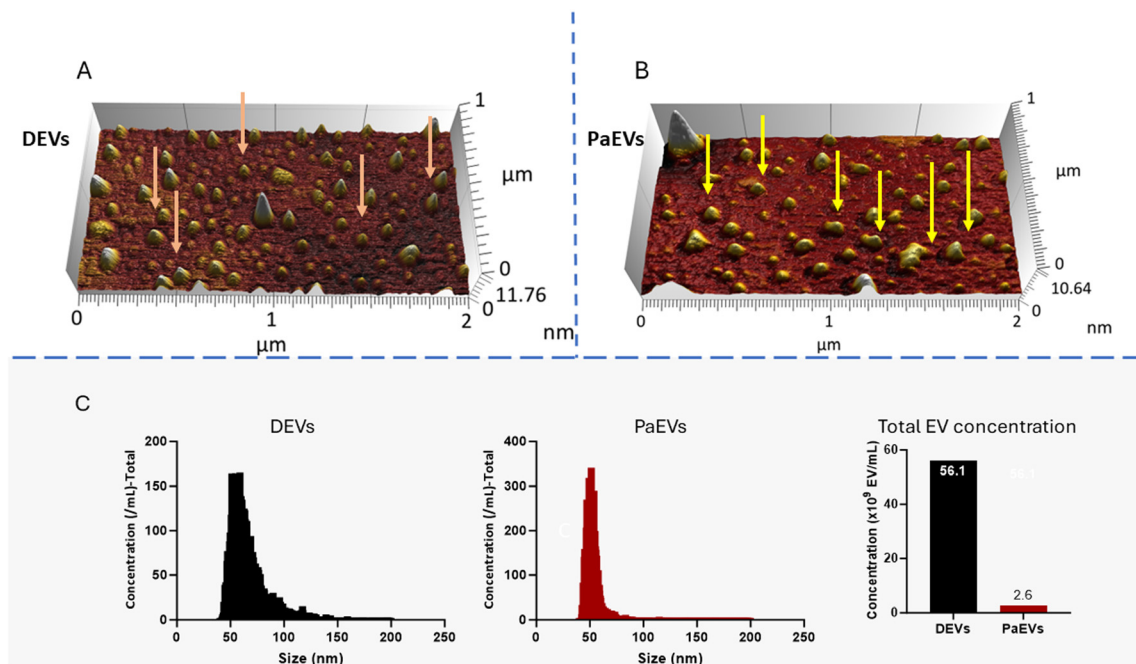 A
DEVs
1
µm
0
11.76
0
nm
0
1
2
µm
B
PaEVs
1
µm
0
10.64
0
nm
0
1
2
µm
C
DEVs
Concentration (/mL)-Total
200
150
100
50
0
0 50 100 150 200 250
Size (nm)
PaEVs
Concentration (/mL)-Total
400
300
200
100
0
C
0 50 100 150 200 250
Size (nm)
Total EV concentration
Concentration (x10⁹ EV/mL)
60
40
20
0
56.1
2.6
DEVs PaEVs